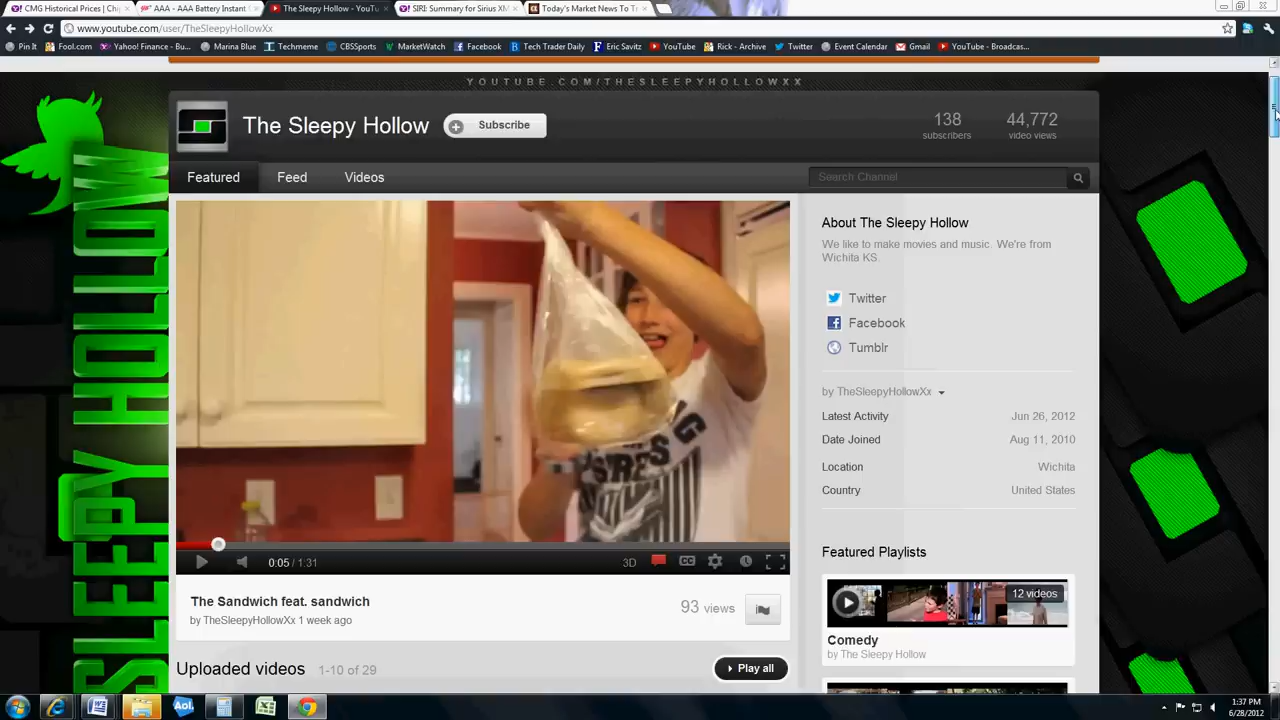 CMG Historical Prices | Chip
AAA - AAA Battery Instant
The Sleepy Hollow - YouTu
SIRI: Summary for Sirius XM
Today's Market News To Tr
www.youtube.com/user/TheSleepyHollowXx
Pin It
Fool.com
Yahoo! Finance - Bu...
Marina Blue
Techmeme
CBSSports
MarketWatch
Facebook
Tech Trader Daily
Eric Savitz
YouTube
Rick - Archive
Twitter
Event Calendar
Gmail
YouTube - Broadcas...
YOUTUBE.COM/THESLEEPYHOLLOWXX
The Sleepy Hollow
Subscribe
138
subscribers
44,772
video views
Featured
Feed
Videos
Search Channel
SLEEPY HOLLOW
About The Sleepy Hollow
We like to make movies and music. We're from
Wichita KS.
Twitter
Facebook
Tumblr
by TheSleepyHollowXx
Latest Activity Jun 26, 2012
Date Joined Aug 11, 2010
Location Wichita
Country United States
0:05 / 1:31
3D
CC
The Sandwich feat. sandwich
by TheSleepyHollowXx 1 week ago
93 views
Uploaded videos 1-10 of 29
Play all
Featured Playlists
12 videos
Comedy
by The Sleepy Hollow
Aol
1:37 PM
6/28/2012